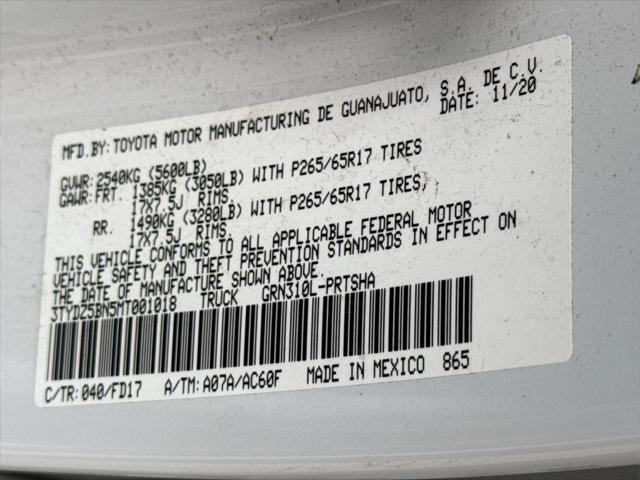 MFD.BY:TOYOTA MOTOR MANUFACTURING DE GUANAJUATO, S.A. DE C.V.
DATE: 11/20
GVWR: 2540KG (5600LB)
GAWR: FRT. 1385KG (3050LB) WITH P265/65R17 TIRES
17X7.5J RIMS.
RR. 1490KG (3280LB) WITH P265/65R17 TIRES,
17X7.5J RIMS.
THIS VEHICLE CONFORMS TO ALL APPLICABLE FEDERAL MOTOR
VEHICLE SAFETY AND THEFT PREVENTION STANDARDS IN EFFECT ON
THE DATE OF MANUFACTURE SHOWN ABOVE.
3TYDZ5BN5MT001018 TRUCK GRN310L-PRTSHA
C/TR:040/FD17 A/TM:A07A/AC60F MADE IN MEXICO 865